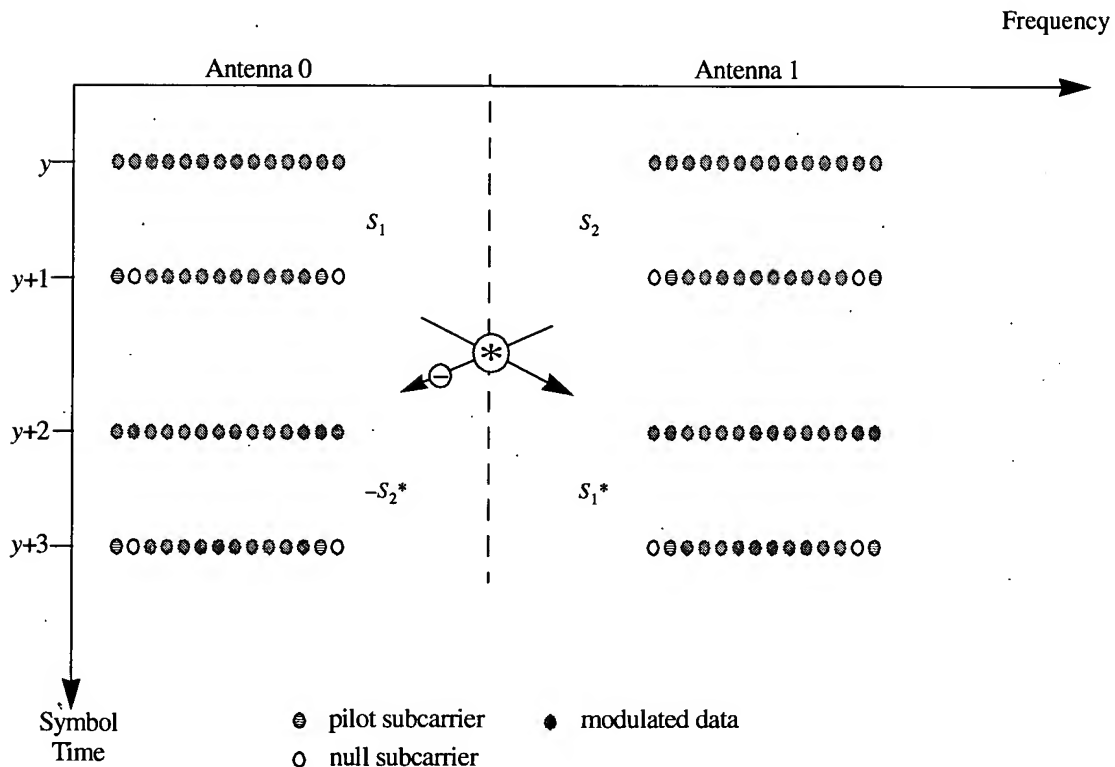 Frequency
Antenna 0
Antenna 1
y
S1
S2
y+1
*
−
y+2
−S2*
S1*
y+3
Symbol
Time
pilot subcarrier
modulated data
null subcarrier